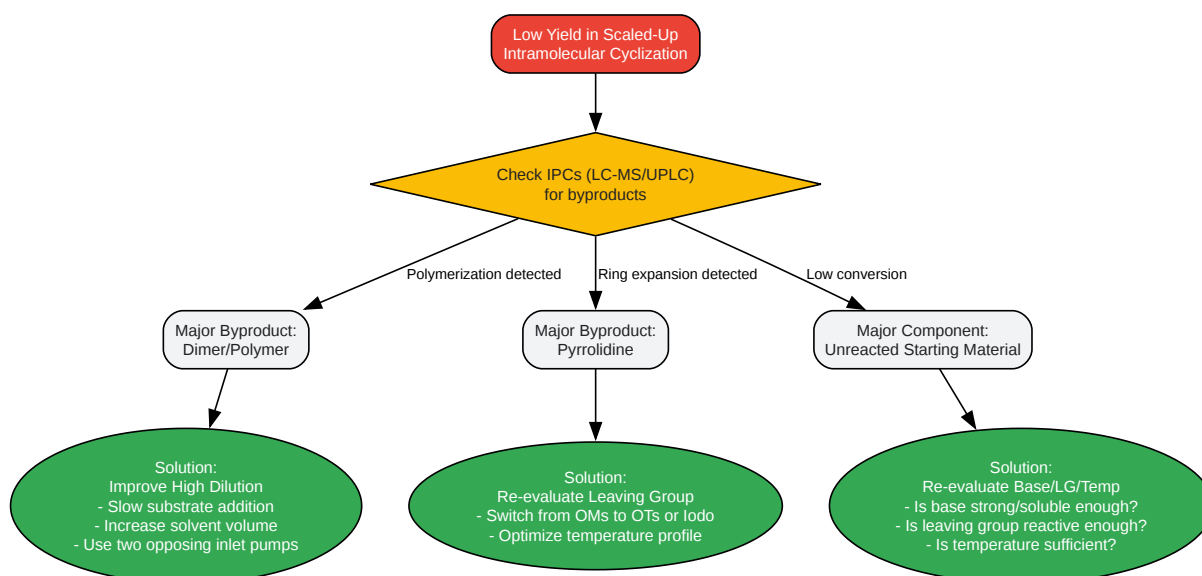 Low Yield in Scaled-Up
Intramolecular Cyclization
Check IPCs (LC-MS/UPLC)
for byproducts
Polymerization detected
Ring expansion detected
Low conversion
Major Byproduct:
Dimer/Polymer
Major Byproduct:
Pyrrolidine
Major Component:
Unreacted Starting Material
Solution:
Improve High Dilution
- Slow substrate addition
- Increase solvent volume
- Use two opposing inlet pumps
Solution:
Re-evaluate Leaving Group
- Switch from OMs to OTs or Iodo
- Optimize temperature profile
Solution:
Re-evaluate Base/LG/Temp
- Is base strong/soluble enough?
- Is leaving group reactive enough?
- Is temperature sufficient?